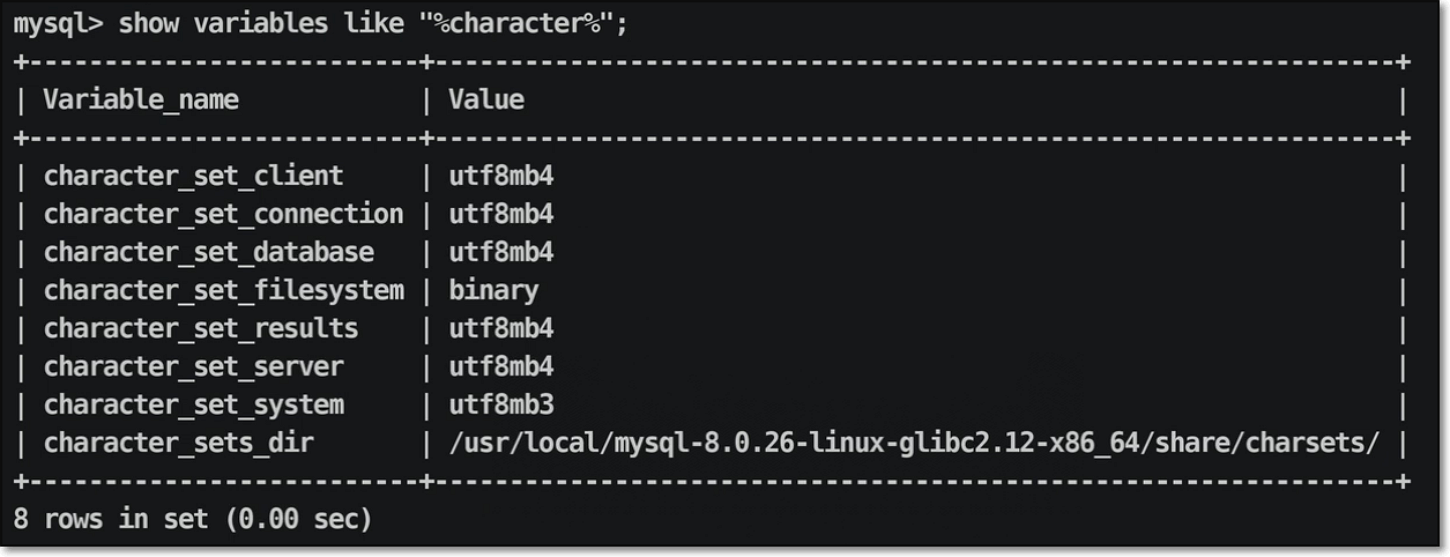 mysql> show variables like "%character%";
+--------------------------+----------------------------------------------------------------+
| Variable_name            | Value                                                          |
+--------------------------+----------------------------------------------------------------+
| character_set_client     | utf8mb4                                                        |
| character_set_connection | utf8mb4                                                        |
| character_set_database   | utf8mb4                                                        |
| character_set_filesystem | binary                                                         |
| character_set_results    | utf8mb4                                                        |
| character_set_server     | utf8mb4                                                        |
| character_set_system     | utf8mb3                                                        |
| character_sets_dir       | /usr/local/mysql-8.0.26-linux-glibc2.12-x86_64/share/charsets/ |
+--------------------------+----------------------------------------------------------------+
8 rows in set (0.00 sec)